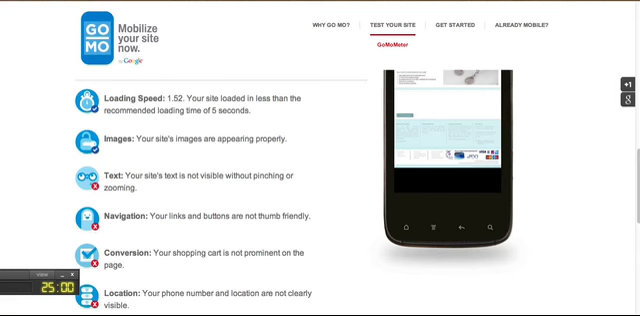 GO
MO
Mobilize
your site
now.
by Google
WHY GO MO?
TEST YOUR SITE
GET STARTED
ALREADY MOBILE?
GoMoMeter
+1
Loading Speed: 1.52. Your site loaded in less than the
recommended loading time of 5 seconds.
Images: Your site's images are appearing properly.
Text: Your site's text is not visible without pinching or
zooming.
Navigation: Your links and buttons are not thumb friendly.
Conversion: Your shopping cart is not prominent on the
page.
Location: Your phone number and location are not clearly
visible.
View _ x
25:00